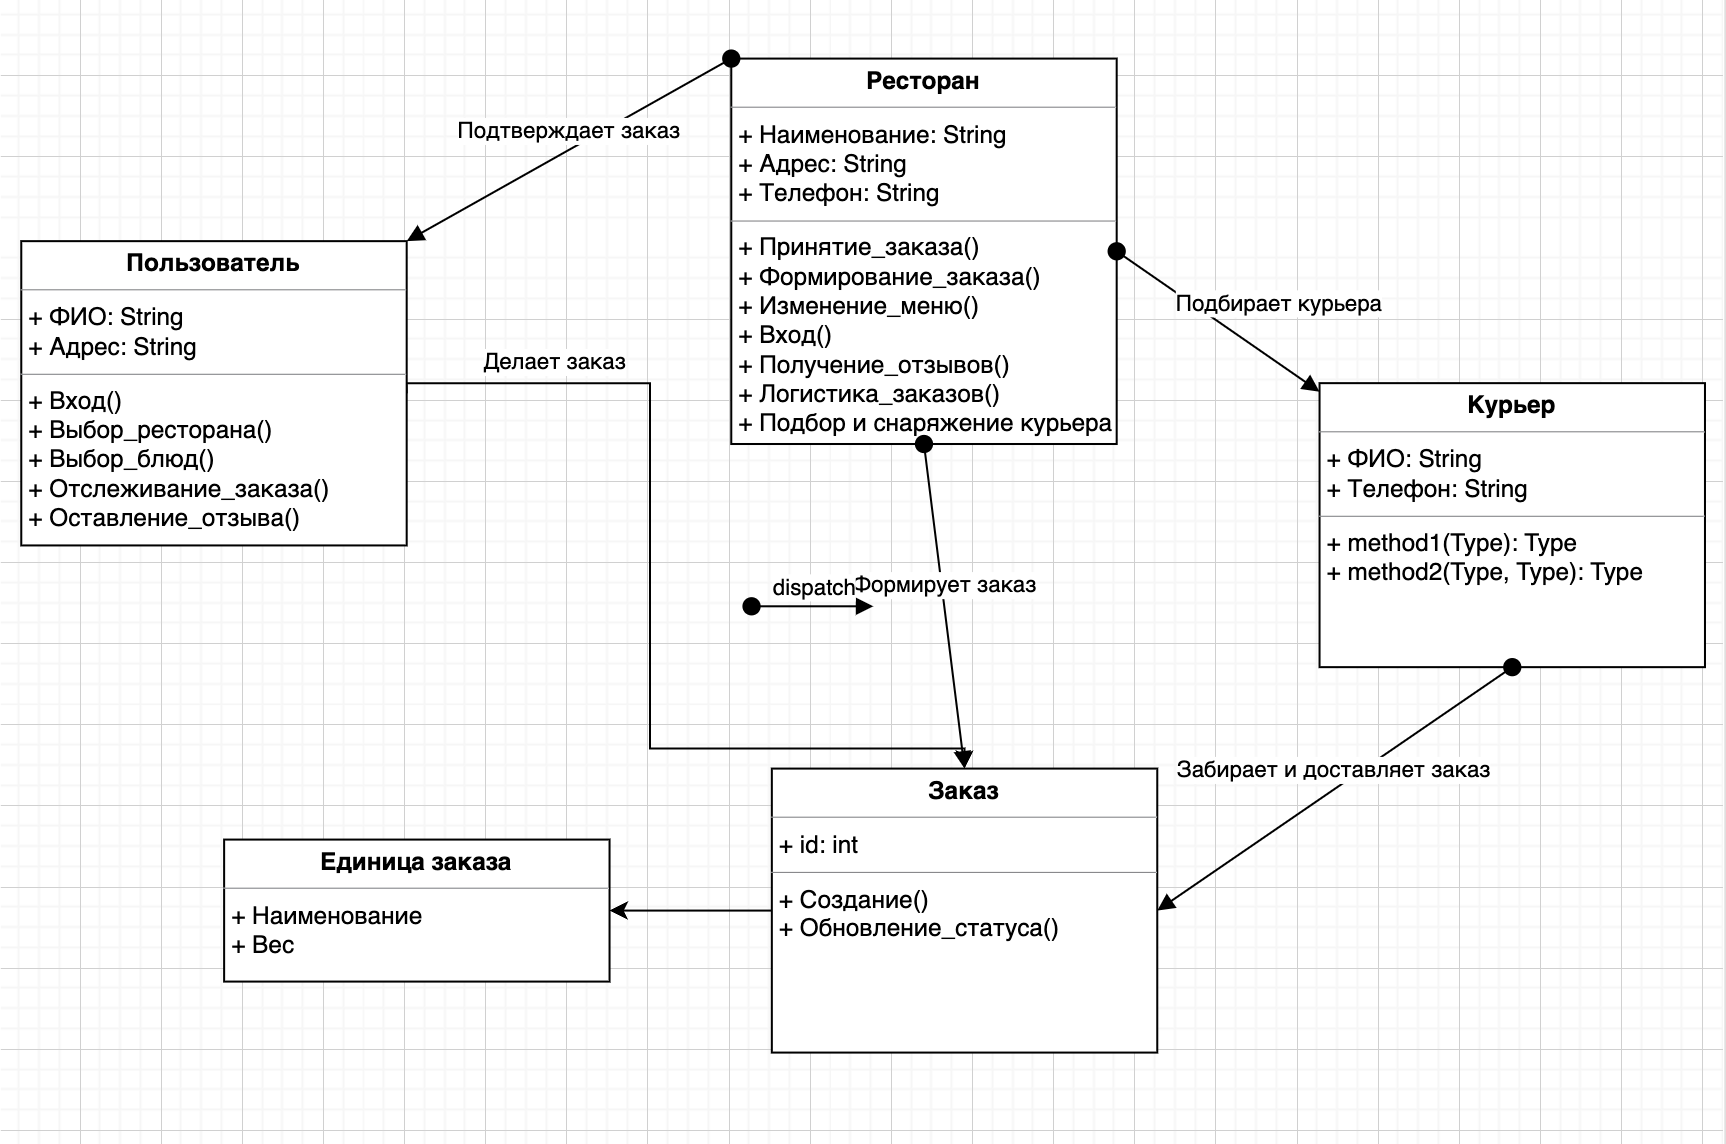 Ресторан
+ Наименование: String
+ Адрес: String
+ Телефон: String
+ Принятие_заказа()
+ Формирование_заказа()
+ Изменение_меню()
+ Вход()
+ Получение_отзывов()
+ Логистика_заказов()
+ Подбор и снаряжение курьера
Подтверждает заказ
Пользователь
+ ФИО: String
+ Адрес: String
+ Вход()
+ Выбор_ресторана()
+ Выбор_блюд()
+ Отслеживание_заказа()
+ Оставление_отзыва()
Делает заказ
Подбирает курьера
Курьер
+ ФИО: String
+ Телефон: String
+ method1(Type): Type
+ method2(Type, Type): Type
dispatch
Формирует заказ
Забирает и доставляет заказ
Заказ
+ id: int
+ Создание()
+ Обновление_статуса()
Единица заказа
+ Наименование
+ Вес